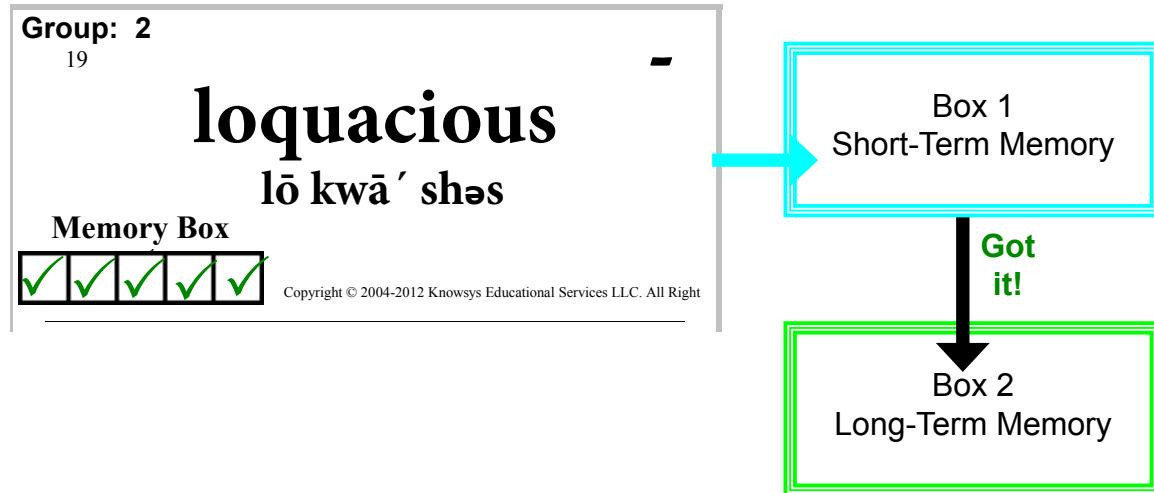 Group: 2
19
-
loquacious
lō kwā´ shəs
Memory Box
Copyright © 2004-2012 Knowsys Educational Services LLC. All Right
Box 1
Short-Term Memory
Got
it!
Box 2
Long-Term Memory